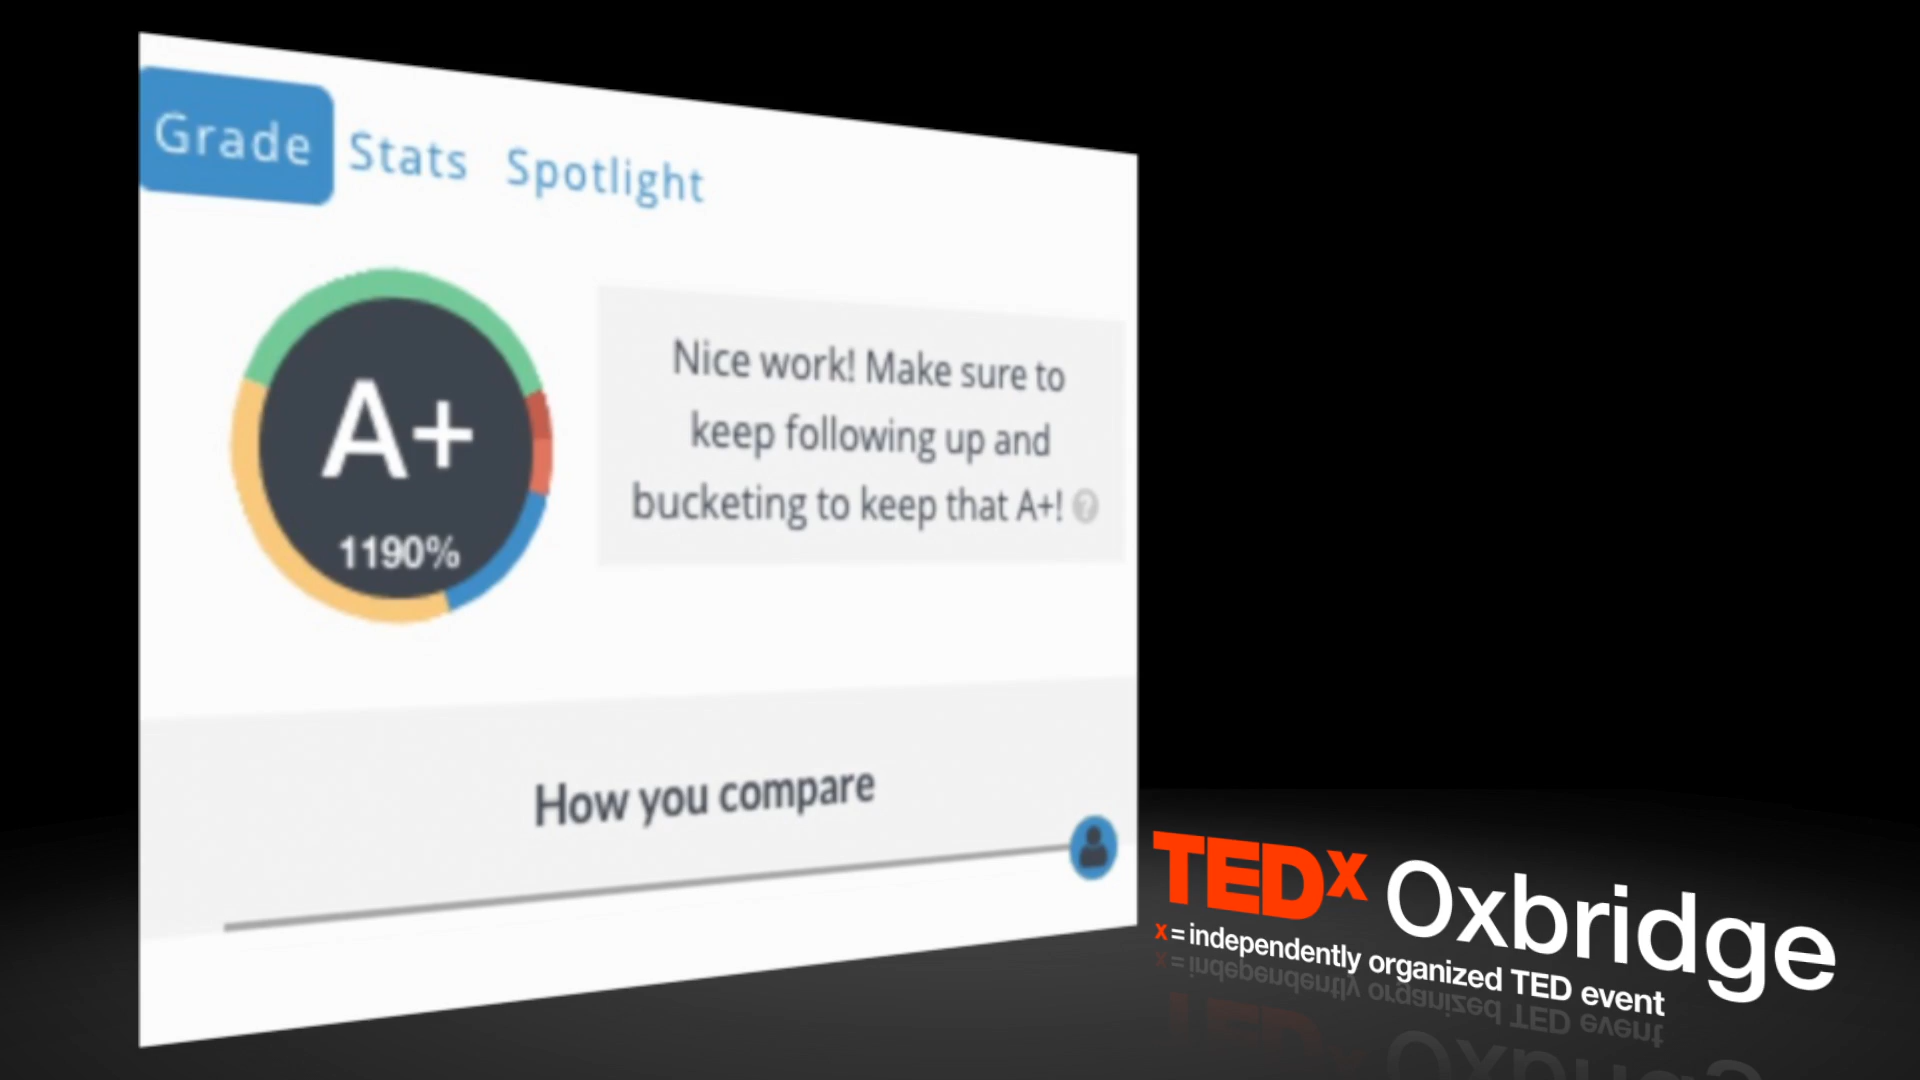 Grade Stats Spotlight
A+
1190%
Nice work! Make sure to
keep following up and
bucketing to keep that A+! ?
How you compare
TEDx Oxbridge
x = independently organized TED event